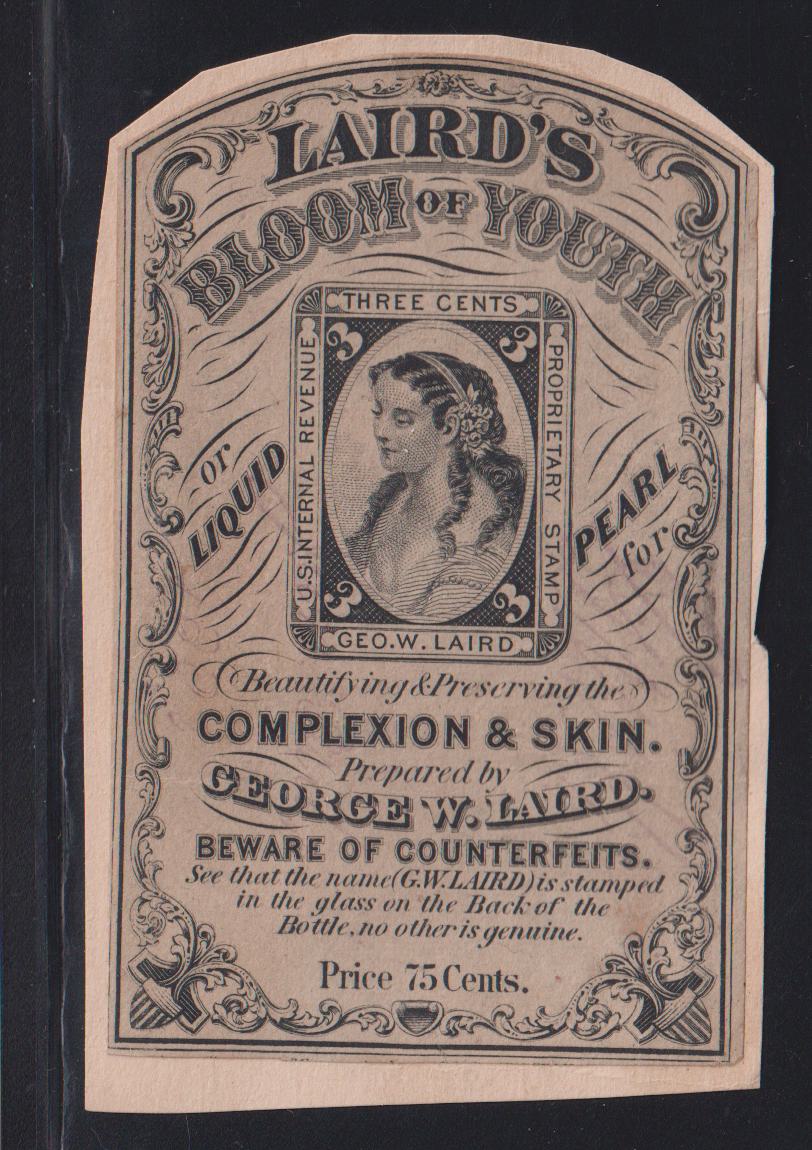 LAIRD'S
BLOOM OF YOUTH
or
LIQUID
PEARL
for
THREE CENTS
U.S. INTERNAL REVENUE
PROPRIETARY STAMP
3 3
3 3
GEO. W. LAIRD
Beautifying & Preserving the
COMPLEXION & SKIN.
Prepared by
GEORGE W. LAIRD.
BEWARE OF COUNTERFEITS.
See that the name (G.W. LAIRD) is stamped
in the glass on the Back of the
Bottle, no other is genuine.
Price 75 Cents.